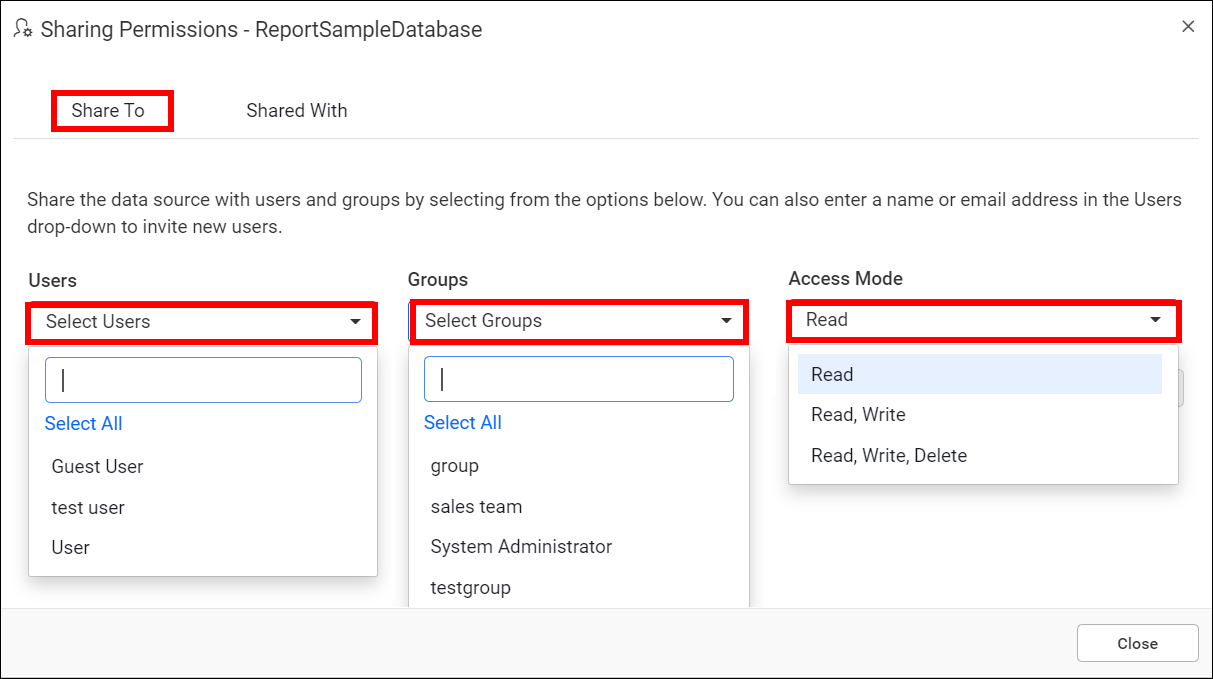 Sharing Permissions - ReportSampleDatabase
Share To
Shared With
Share the data source with users and groups by selecting from the options below. You can also enter a name or email address in the Users
drop-down to invite new users.
Users
Select Users
Select All
Guest User
test user
User
Groups
Select Groups
Select All
group
sales team
System Administrator
testgroup
Access Mode
Read
Read
Read, Write
Read, Write, Delete
Close